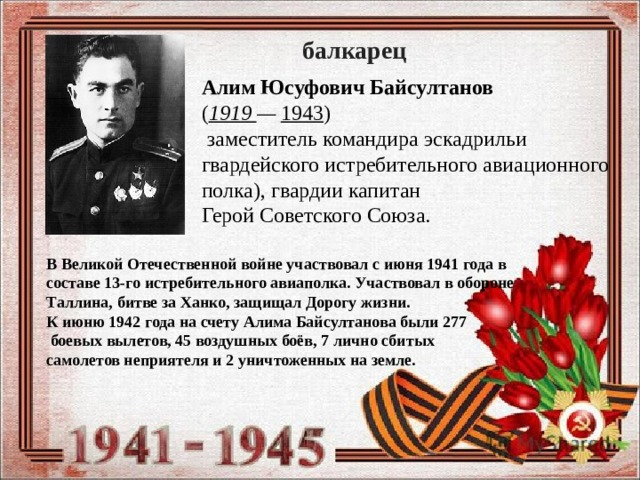 балкарец
Алим Юсуфович Байсултанов
(1919 — 1943)
заместитель командира эскадрильи
гвардейского истребительного авиационного
полка), гвардии капитан
Герой Советского Союза.
В Великой Отечественной войне участвовал с июня 1941 года в
составе 13-го истребительного авиаполка. Участвовал в обороне
Таллина, битве за Ханко, защищал Дорогу жизни.
К июню 1942 года на счету Алима Байсултанова были 277
боевых вылетов, 45 воздушных боёв, 7 лично сбитых
самолетов неприятеля и 2 уничтоженных на земле.
1941 - 1945